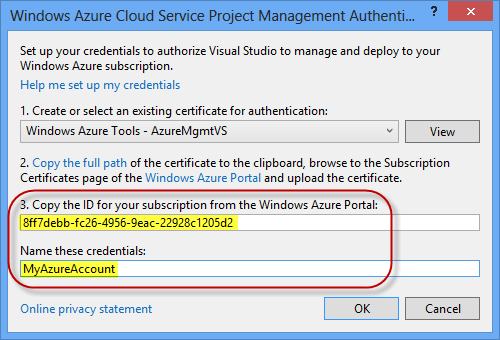 Windows Azure Cloud Service Project Management Authenti...
Set up your credentials to authorize Visual Studio to manage and deploy to your
Windows Azure subscription.
Help me set up my credentials
1. Create or select an existing certificate for authentication:
Windows Azure Tools - AzureMgmtVS
View
2. Copy the full path of the certificate to the clipboard, browse to the Subscription
Certificates page of the Windows Azure Portal and upload the certificate.
3. Copy the ID for your subscription from the Windows Azure Portal:
8ff7debb-fc26-4956-9eac-22928c1205d2
Name these credentials:
MyAzureAccount
Online privacy statement
OK
Cancel